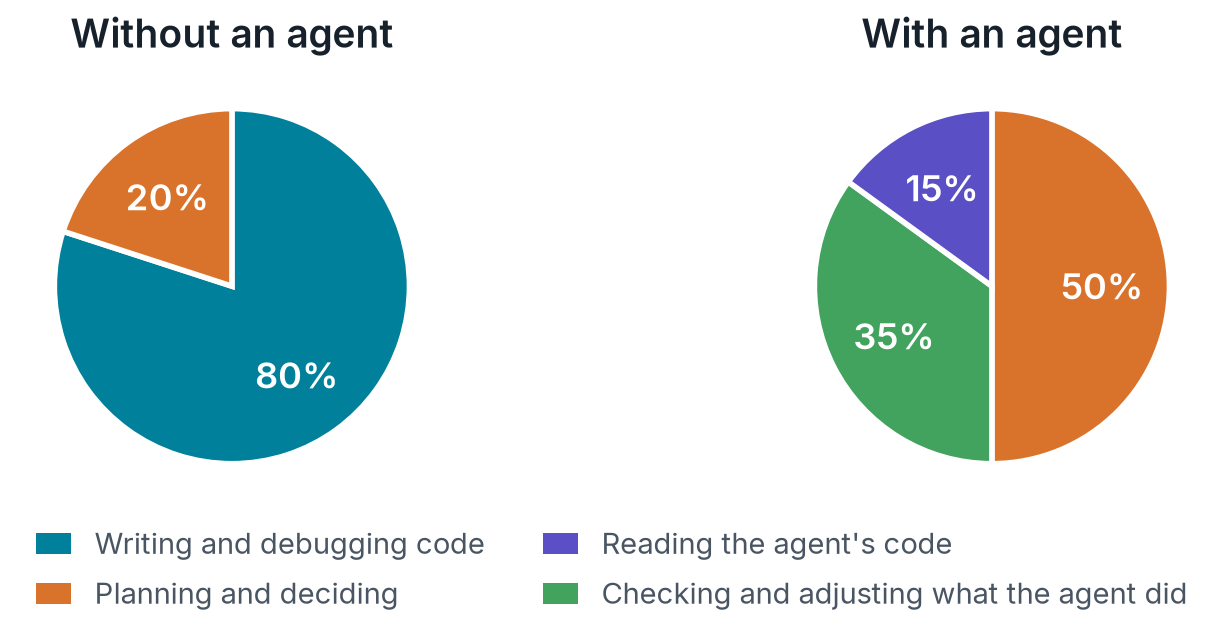 Without an agent
With an agent
20%
80%
15%
50%
35%
Writing and debugging code
Reading the agent's code
Planning and deciding
Checking and adjusting what the agent did